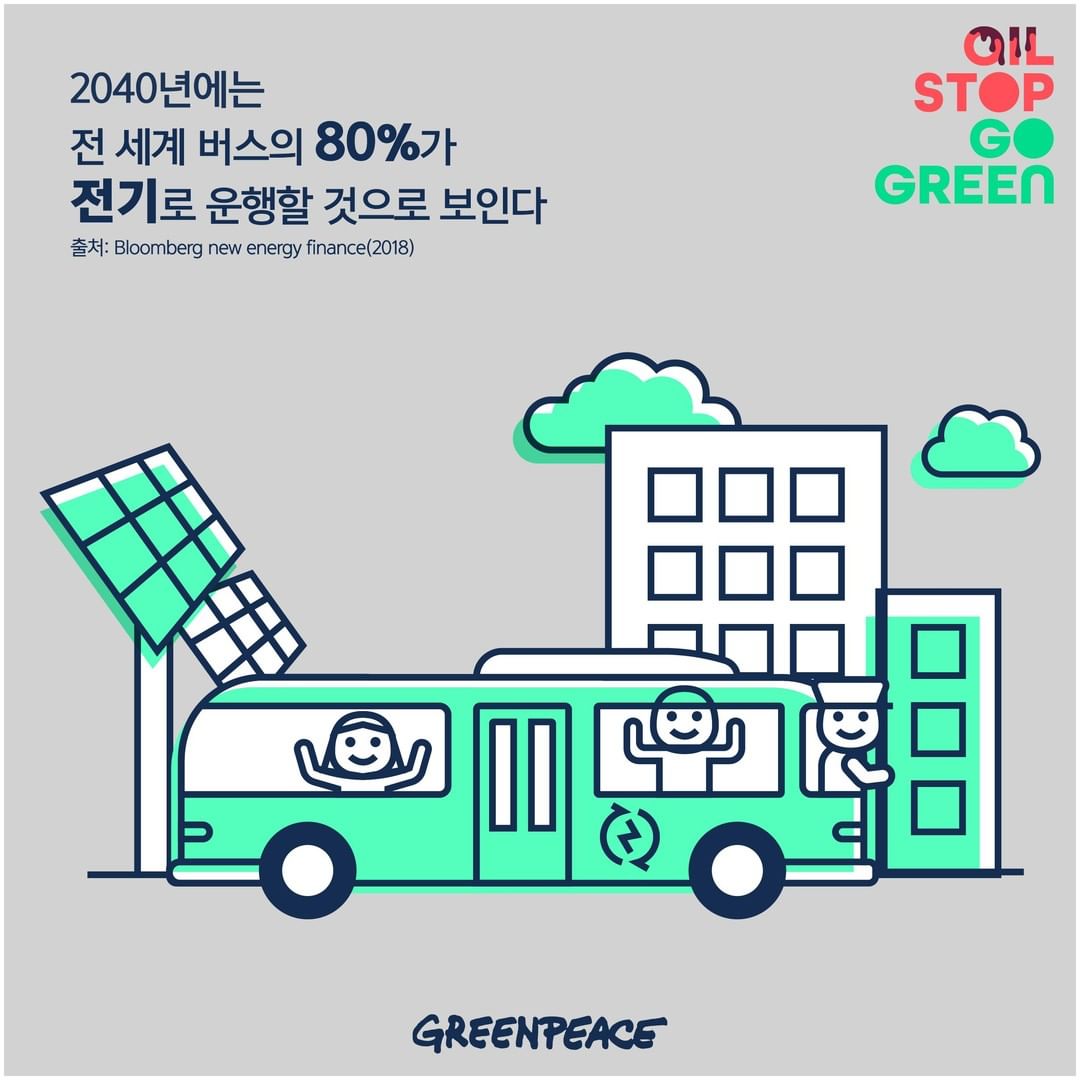 2040년에는
전 세계 버스의 80%가
전기로 운행할 것으로 보인다
출처: Bloomberg new energy finance(2018)
OIL
STOP
GO
GREEN
GREENPEACE